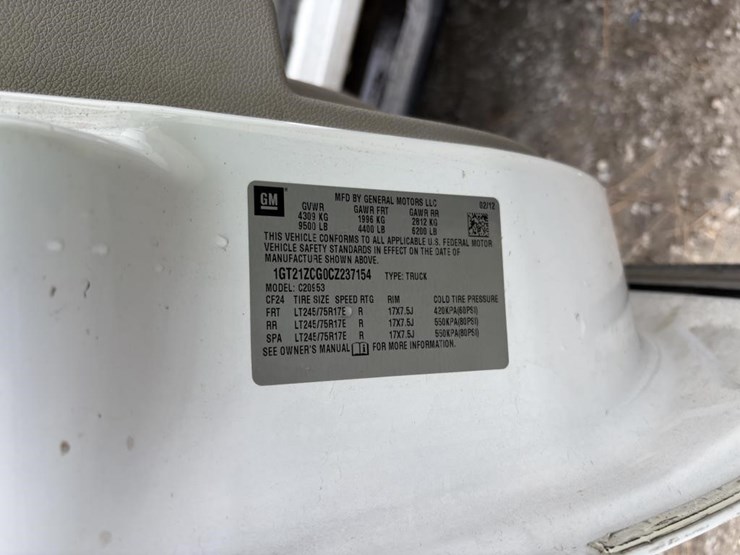 GM
MFD BY GENERAL MOTORS LLC 02/12
GVWR GAWR FRT GAWR RR
4309 KG 1996 KG 2812 KG
9500 LB 4400 LB 6200 LB
THIS VEHICLE CONFORMS TO ALL APPLICABLE U.S. FEDERAL MOTOR
VEHICLE SAFETY STANDARDS IN EFFECT ON THE DATE OF
MANUFACTURE SHOWN ABOVE.
1GT21ZCG0CZ237154 TYPE: TRUCK
MODEL: C20953
CF24 TIRE SIZE SPEED RTG RIM COLD TIRE PRESSURE
FRT LT245/75R17E R 17X7.5J 420KPA(60PSI)
RR LT245/75R17E R 17X7.5J 550KPA(80PSI)
SPA LT245/75R17E R 17X7.5J 550KPA(80PSI)
SEE OWNER'S MANUAL FOR MORE INFORMATION.